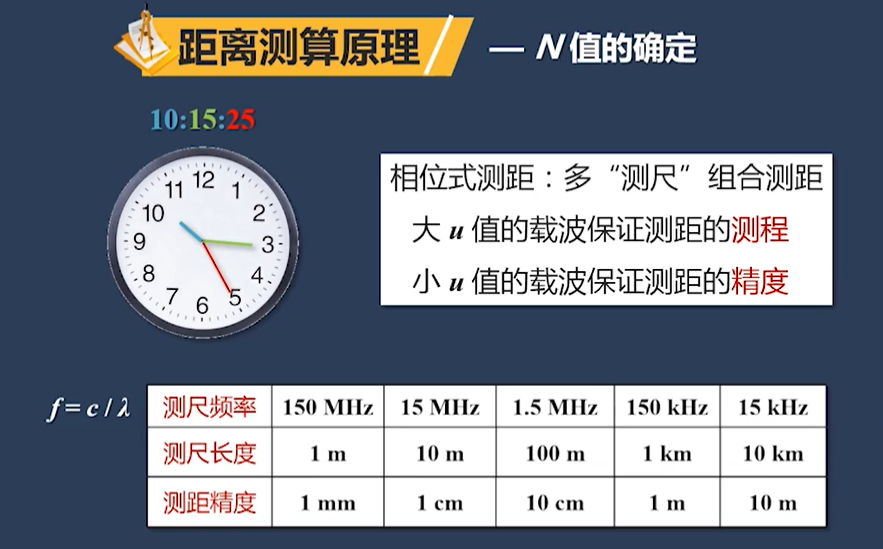 距离测算原理 — N值的确定
10:15:25
12
11 1
10 2
9 3
8 4
7 5
6
相位式测距：多“测尺”组合测距
大 u 值的载波保证测距的测程
小 u 值的载波保证测距的精度
f = c / λ 测尺频率 150 MHz 15 MHz 1.5 MHz 150 kHz 15 kHz
测尺长度 1 m 10 m 100 m 1 km 10 km
测距精度 1 mm 1 cm 10 cm 1 m 10 m